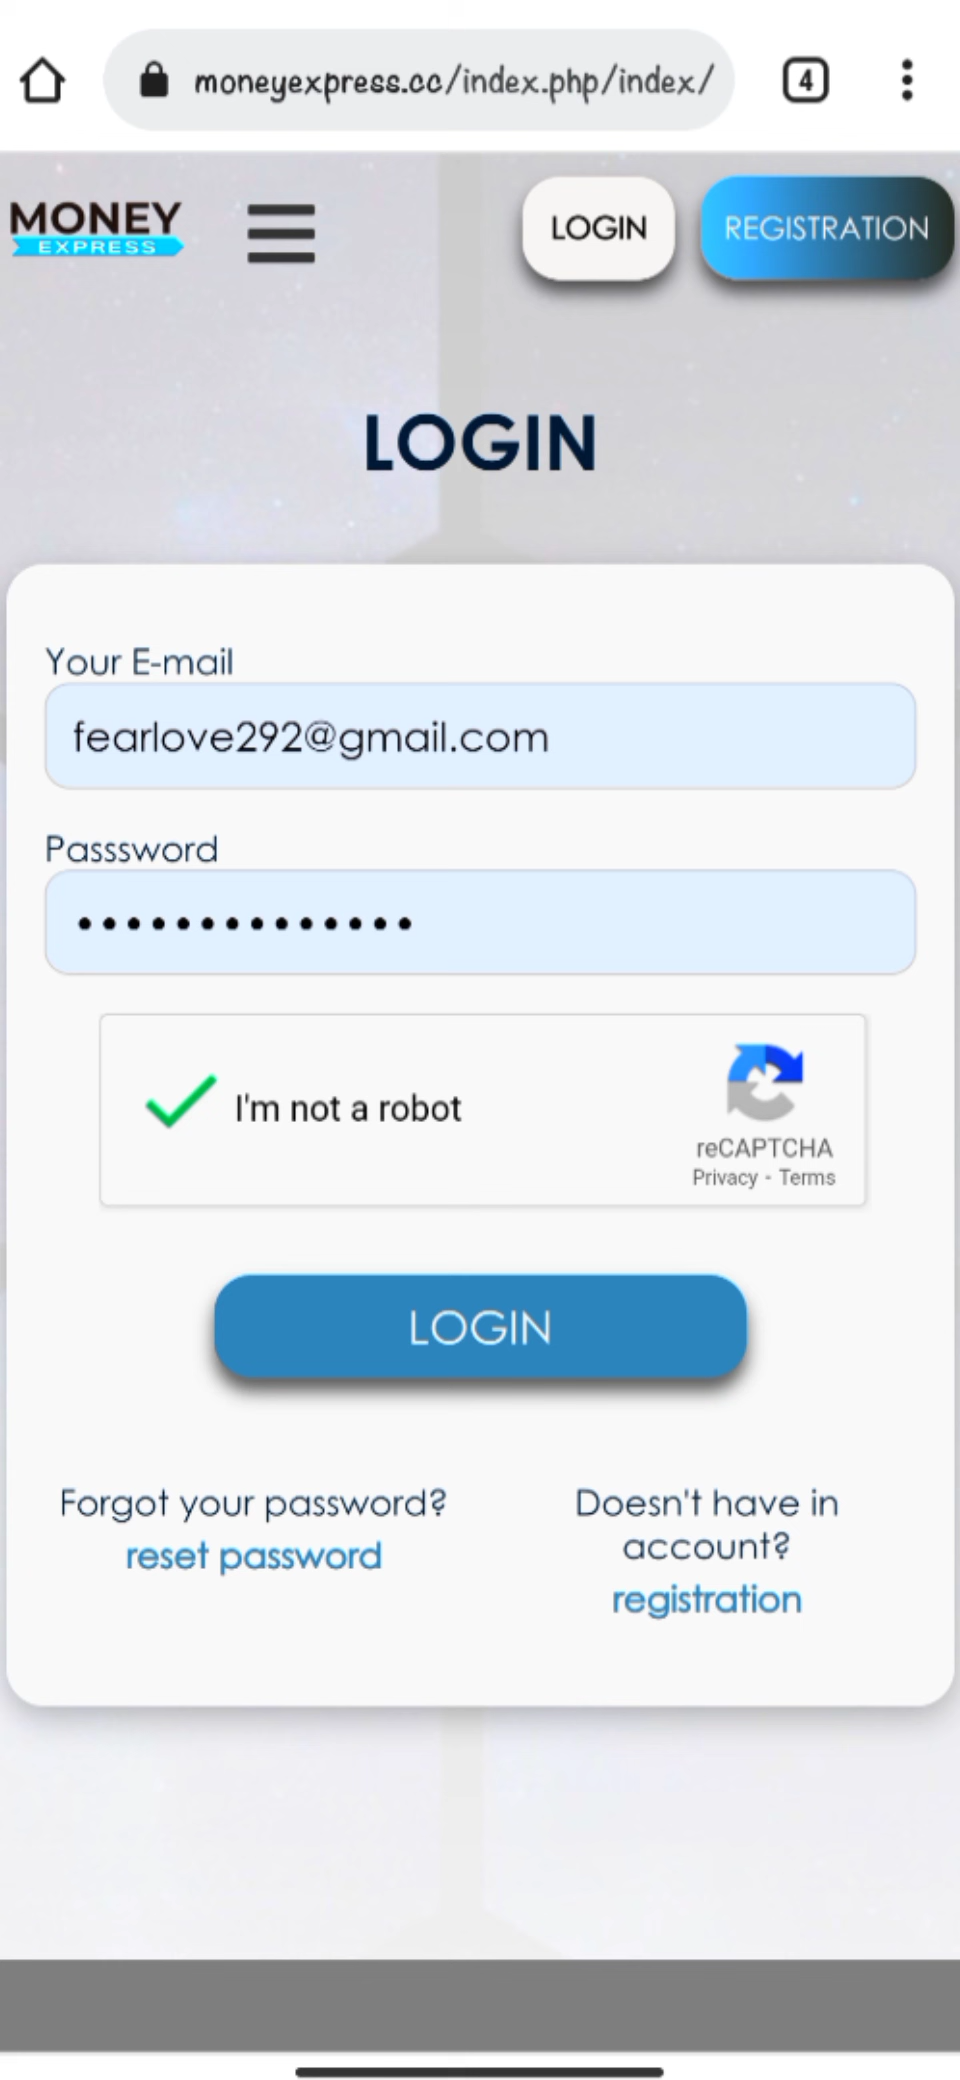 moneyexpress.cc/index.php/index/
4
MONEY
EXPRESS
LOGIN
REGISTRATION
LOGIN
Your E-mail
fearlove292@gmail.com
Passsword
••••••••••••••
I'm not a robot
reCAPTCHA
Privacy - Terms
LOGIN
Forgot your password?
reset password
Doesn't have in
account?
registration